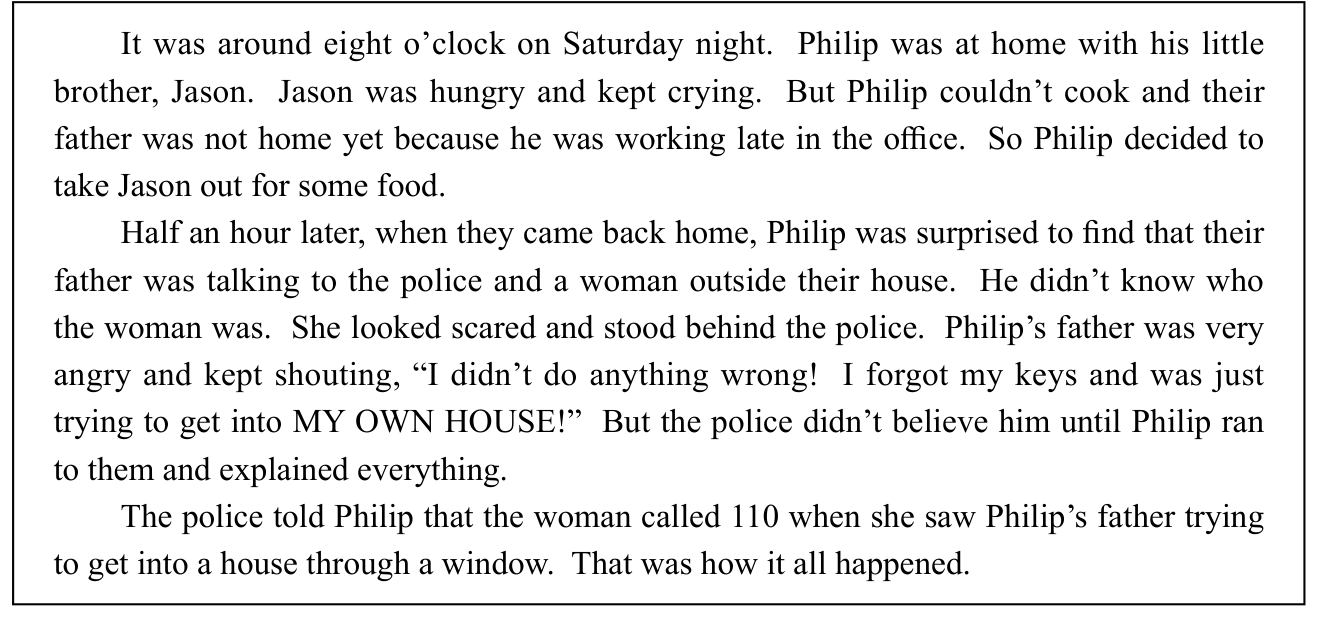 It was around eight o’clock on Saturday night. Philip was at home with his little
brother, Jason. Jason was hungry and kept crying. But Philip couldn’t cook and their
father was not home yet because he was working late in the office. So Philip decided to
take Jason out for some food.
Half an hour later, when they came back home, Philip was surprised to find that their
father was talking to the police and a woman outside their house. He didn’t know who
the woman was. She looked scared and stood behind the police. Philip’s father was very
angry and kept shouting, “I didn’t do anything wrong! I forgot my keys and was just
trying to get into MY OWN HOUSE!” But the police didn’t believe him until Philip ran
to them and explained everything.
The police told Philip that the woman called 110 when she saw Philip’s father trying
to get into a house through a window. That was how it all happened.